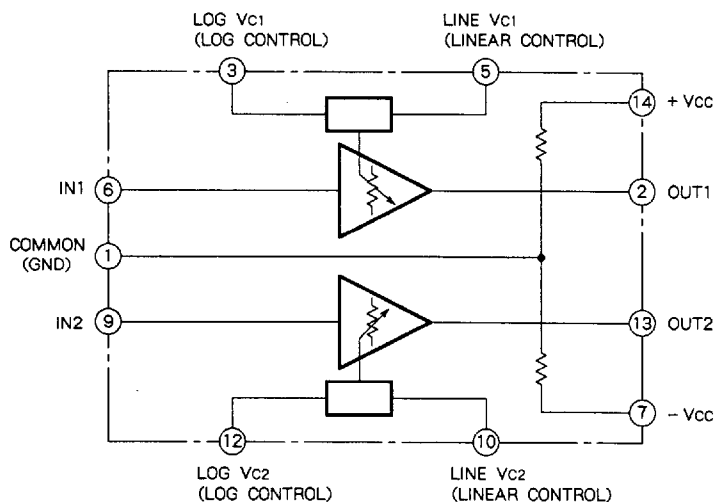 LOG VC1
(LOG CONTROL)
LINE VC1
(LINEAR CONTROL)
3
5
14
+ VCC
IN1
6
2
OUT1
COMMON
(GND)
1
IN2
9
13
OUT2
7
− VCC
12
10
LOG VC2
(LOG CONTROL)
LINE VC2
(LINEAR CONTROL)